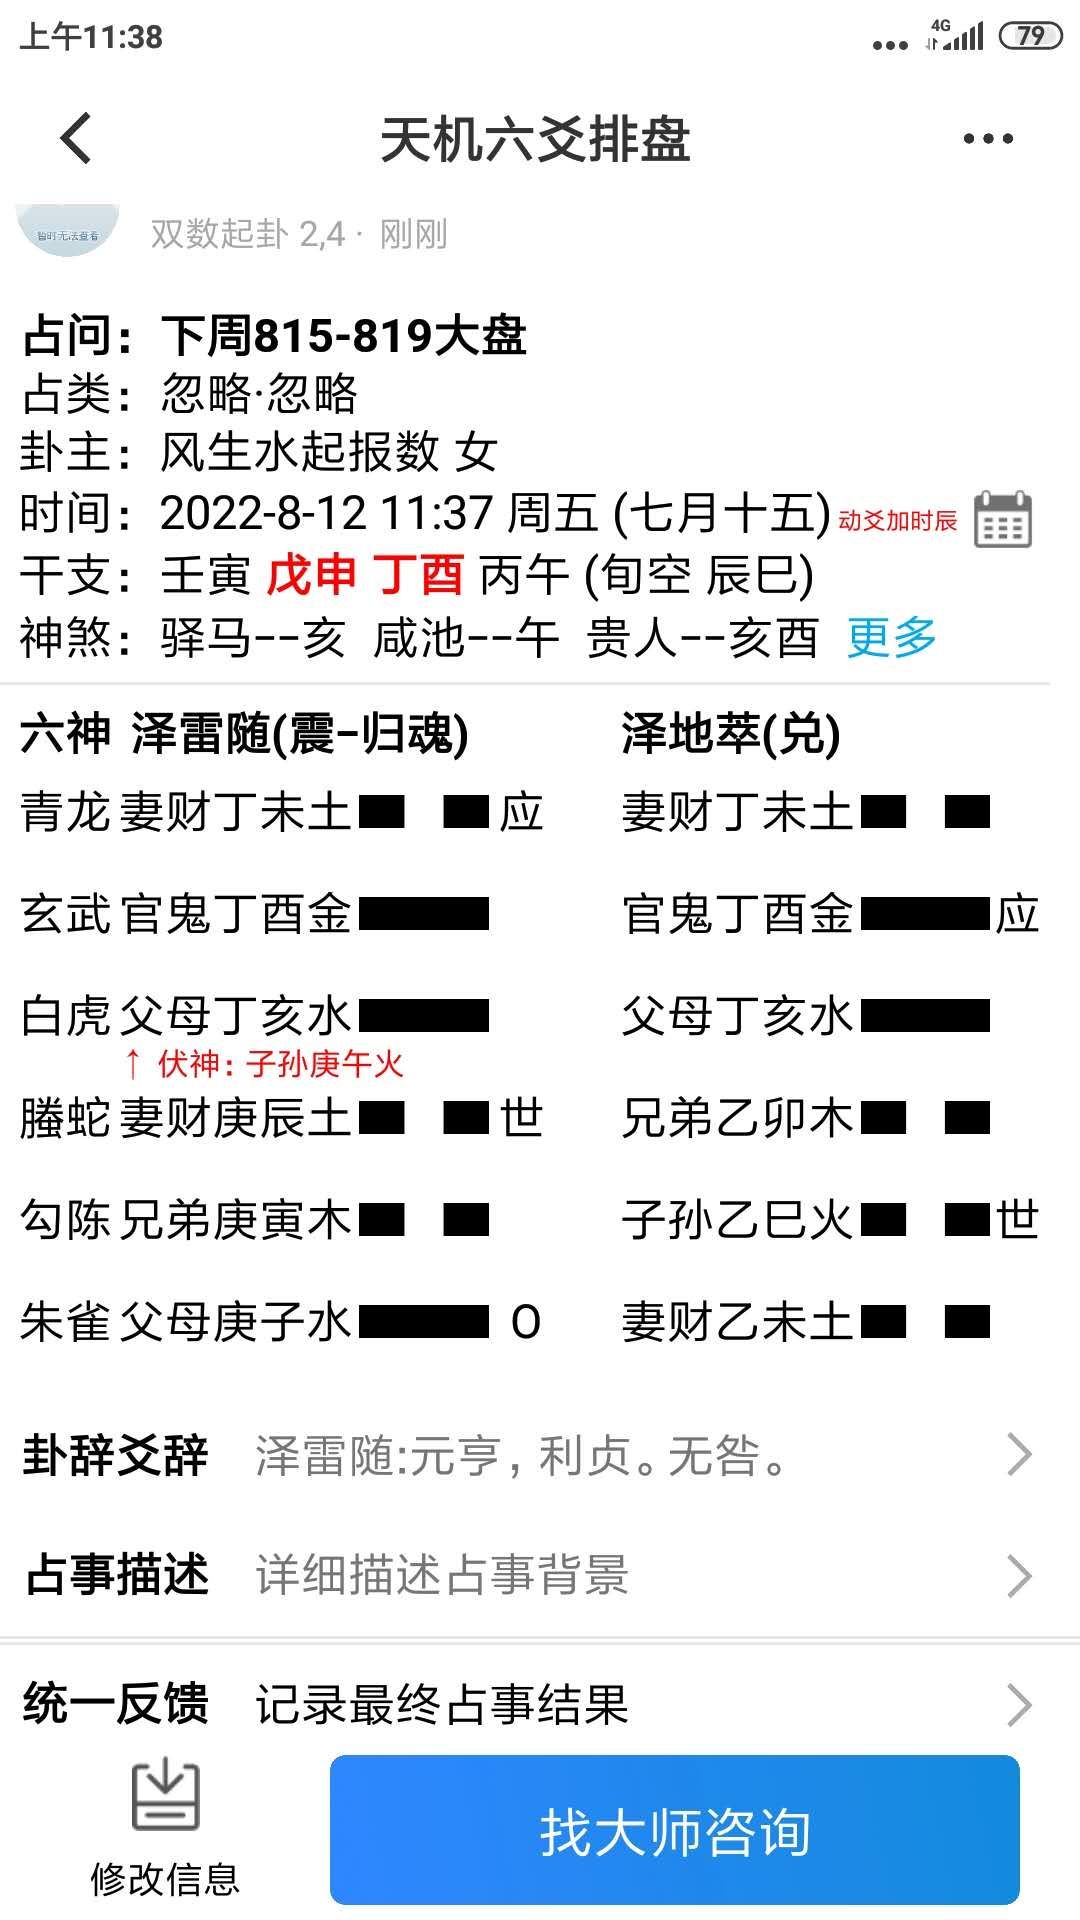 上午11:38
4G
79
天机六爻排盘
暂时无法查看
双数起卦 2,4 · 刚刚
占问：下周815-819大盘
占类：忽略·忽略
卦主：风生水起报数 女
时间：2022-8-12 11:37 周五 (七月十五) 动爻加时辰
干支：壬寅 戊申 丁酉 丙午 (旬空 辰巳)
神煞：驿马--亥 咸池--午 贵人--亥酉 更多
六神 泽雷随(震-归魂) 泽地萃(兑)
青龙 妻财丁未土 应 妻财丁未土
玄武 官鬼丁酉金 官鬼丁酉金 应
白虎 父母丁亥水 父母丁亥水
↑ 伏神：子孙庚午火
螣蛇 妻财庚辰土 世 兄弟乙卯木
勾陈 兄弟庚寅木 子孙乙巳火 世
朱雀 父母庚子水 O 妻财乙未土
卦辞爻辞 泽雷随:元亨，利贞。无咎。
占事描述 详细描述占事背景
统一反馈 记录最终占事结果
修改信息
找大师咨询